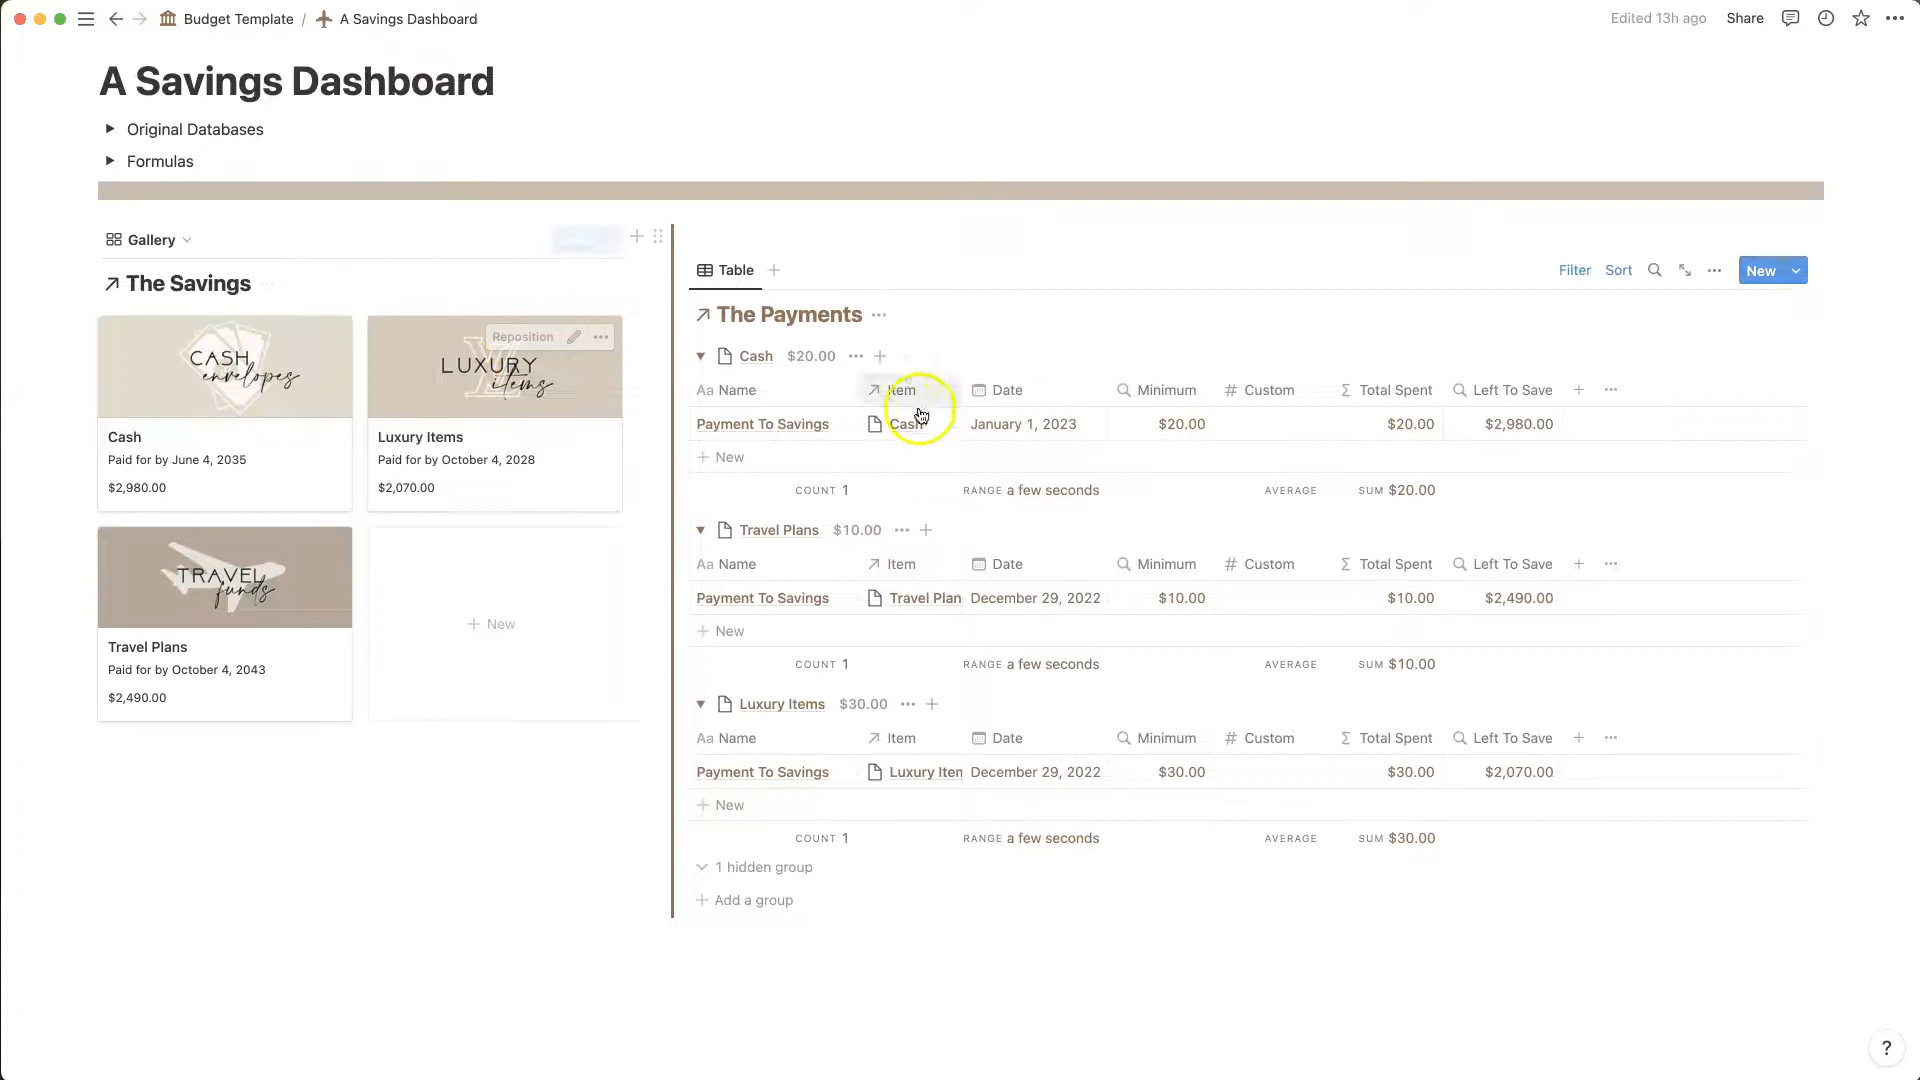 Budget Template / A Savings Dashboard
Edited 13h ago Share
A Savings Dashboard
Original Databases
Formulas
Gallery
The Savings
CASH
envelopes
Cash
Paid for by June 4, 2035
$2,980.00
Reposition
LUXURY
items
Luxury Items
Paid for by October 4, 2028
$2,070.00
TRAVEL
funds
Travel Plans
Paid for by October 4, 2043
$2,490.00
+ New
Table
Filter Sort New
The Payments
Cash $20.00
Aa Name Item Date Minimum # Custom Σ Total Spent Left To Save
Payment To Savings Cash January 1, 2023 $20.00 $20.00 $2,980.00
+ New
COUNT 1 RANGE a few seconds AVERAGE SUM $20.00
Travel Plans $10.00
Aa Name Item Date Minimum # Custom Σ Total Spent Left To Save
Payment To Savings Travel Plan December 29, 2022 $10.00 $10.00 $2,490.00
+ New
COUNT 1 RANGE a few seconds AVERAGE SUM $10.00
Luxury Items $30.00
Aa Name Item Date Minimum # Custom Σ Total Spent Left To Save
Payment To Savings Luxury Iten December 29, 2022 $30.00 $30.00 $2,070.00
+ New
COUNT 1 RANGE a few seconds AVERAGE SUM $30.00
1 hidden group
+ Add a group
?